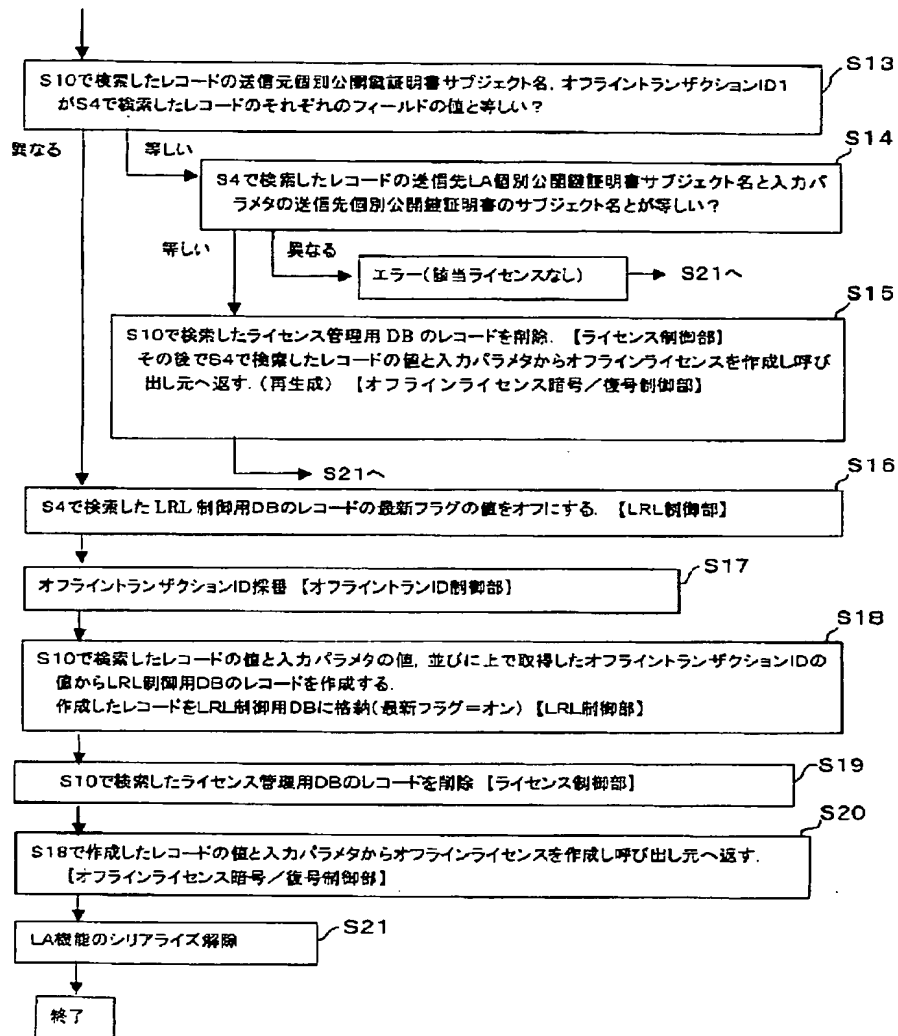 S13
S10で検索したレコードの送信元個別公開鍵証明書サブジェクト名，オフライントランザクションID1
がS4で検索したレコードのそれぞれのフィールドの値と等しい？
異なる
等しい
S14
S4で検索したレコードの送信先LA個別公開鍵証明書サブジェクト名と入力パ
ラメタの送信先個別公開鍵証明書のサブジェクト名とが等しい？
等しい
異なる
エラー（該当ライセンスなし）
S21へ
S15
S10で検索したライセンス管理用 DB のレコードを削除．【ライセンス制御部】
その後でS4で検索したレコードの値と入力パラメタからオフラインライセンスを作成し呼び
出し元へ返す．（再生成） 【オフラインライセンス暗号／復号制御部】
S21へ
S16
S4で検索した LRL 制御用DBのレコードの最新フラグの値をオフにする．【LRL制御部】
S17
オフライントランザクションID採番 【オフライントランID制御部】
S18
S10で検索したレコードの値と入力パラメタの値，並びに上で取得したオフライントランザクションIDの
値からLRL制御用DBのレコードを作成する．
作成したレコードをLRL制御用DBに格納（最新フラグ＝オン）【LRL制御部】
S19
S10で検索したライセンス管理用DBのレコードを削除 【ライセンス制御部】
S20
S18で作成したレコードの値と入力パラメタからオフラインライセンスを作成し呼び出し元へ返す．
【オフラインライセンス暗号／復号制御部】
S21
LA機能のシリアライズ解除
終了